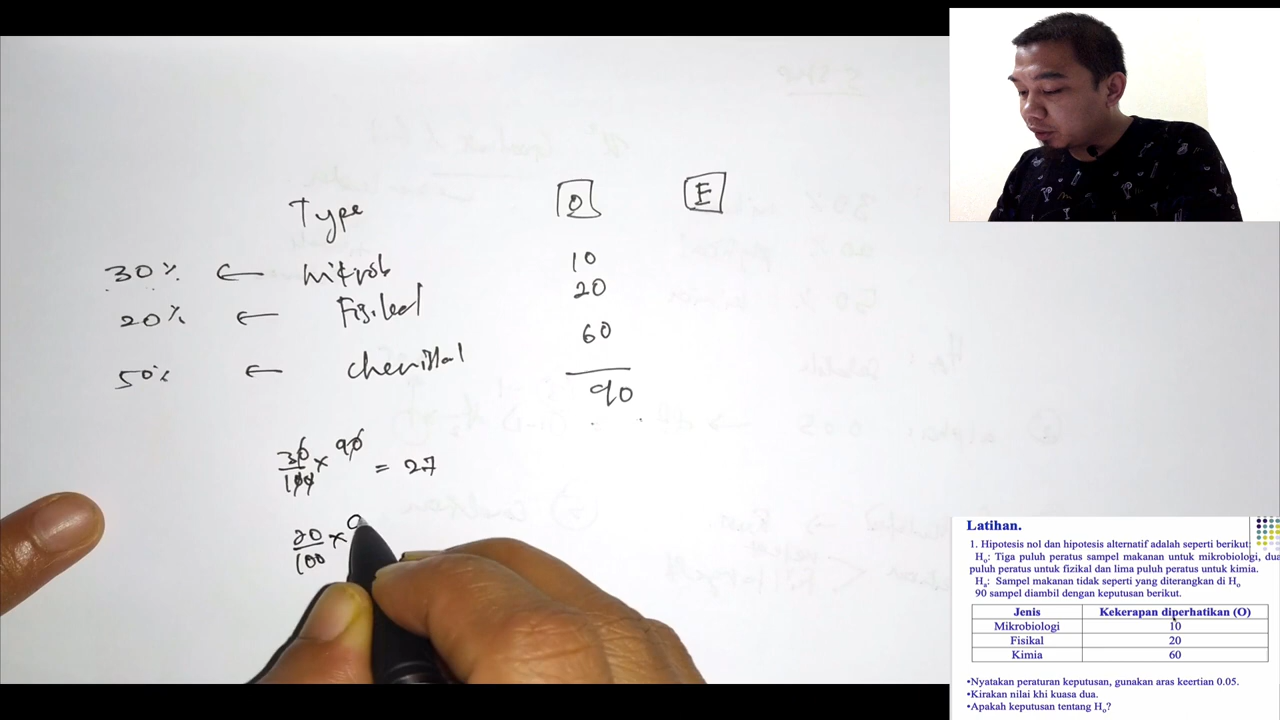 Type O E
30% ← mikrob 10
20% ← Fisikal 20
50% ← chemikal 60
90
30/100 × 90 = 27
20/100 × 9
Latihan.
1. Hipotesis nol dan hipotesis alternatif adalah seperti berikut:
Ho: Tiga puluh peratus sampel makanan untuk mikrobiologi, dua
puluh peratus untuk fizikal dan lima puluh peratus untuk kimia.
Ha: Sampel makanan tidak seperti yang diterangkan di Ho
90 sampel diambil dengan keputusan berikut.
Jenis Kekerapan diperhatikan (O)
Mikrobiologi 10
Fisikal 20
Kimia 60
•Nyatakan peraturan keputusan, gunakan aras keertian 0.05.
•Kirakan nilai khi kuasa dua.
•Apakah keputusan tentang Ho?